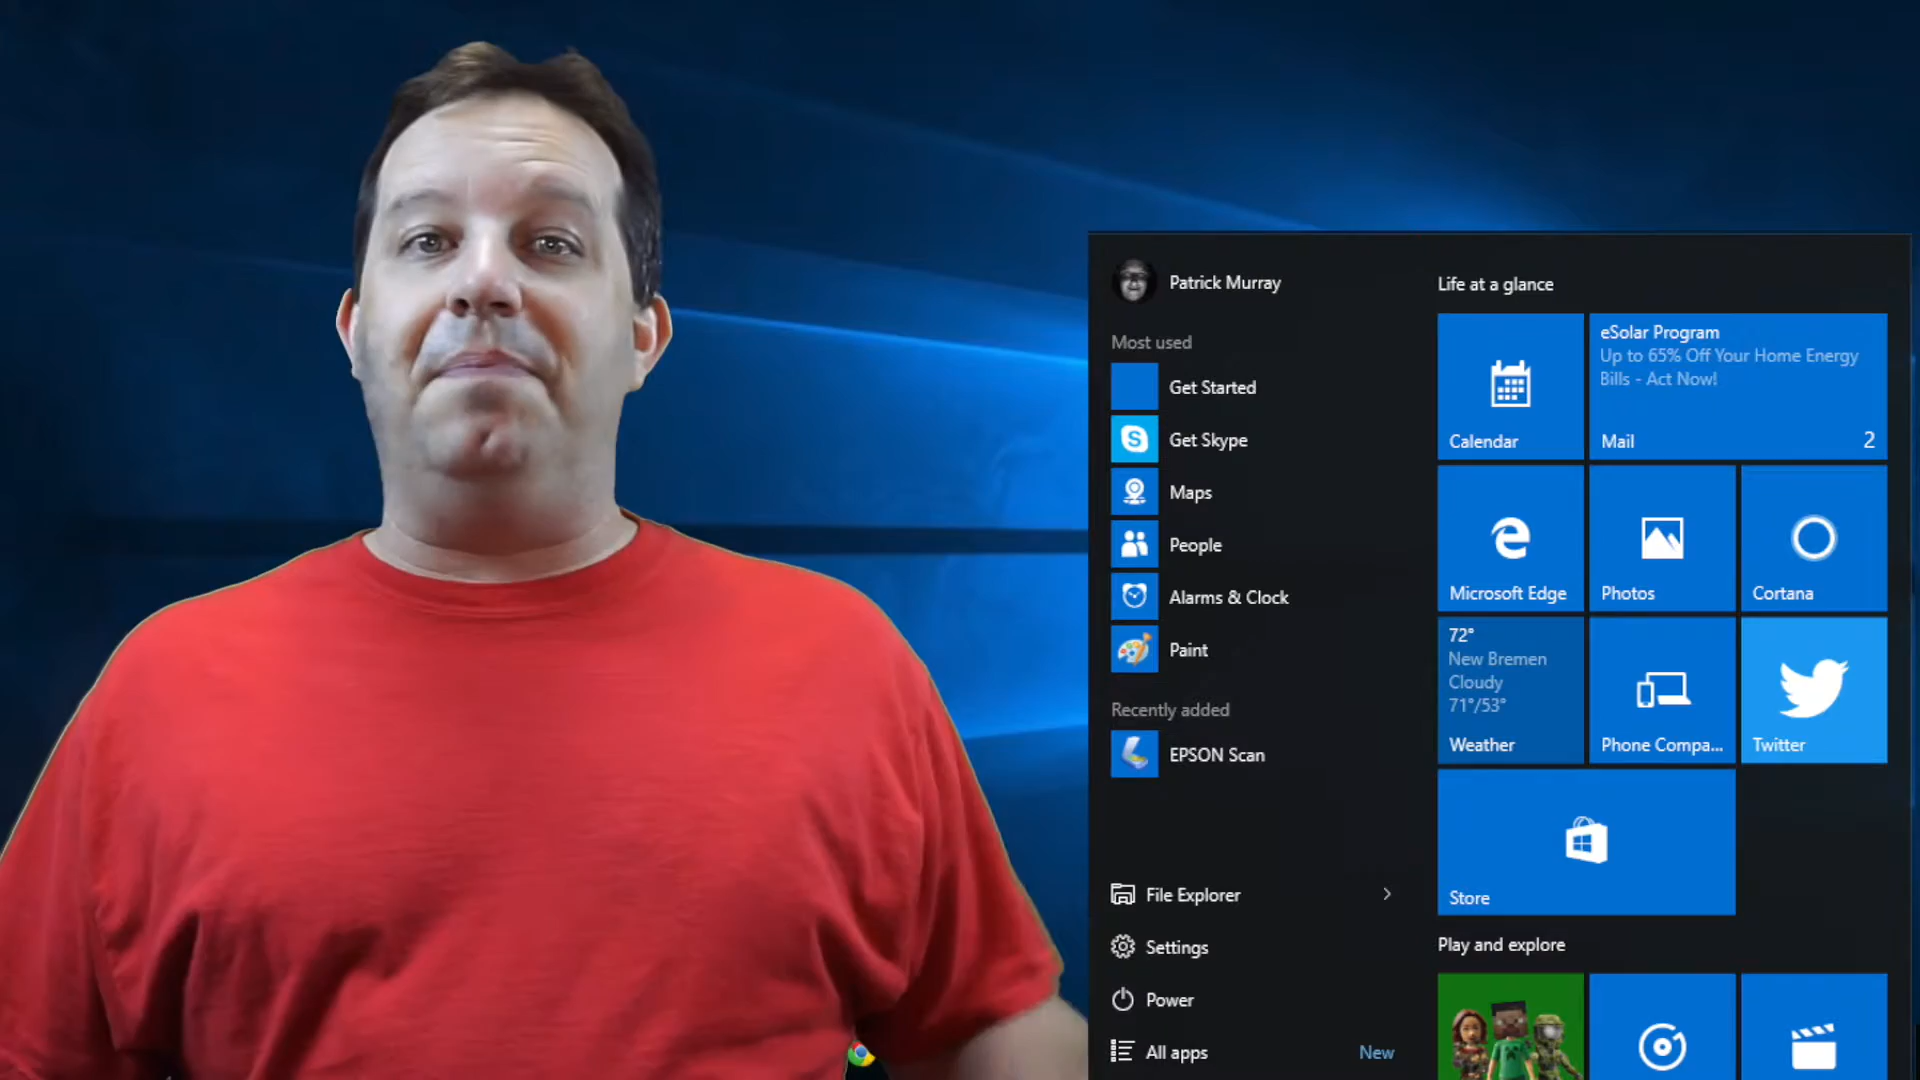 Patrick Murray
Most used
Get Started
Get Skype
Maps
People
Alarms & Clock
Paint
Recently added
EPSON Scan
File Explorer
Settings
Power
All apps
New
Life at a glance
Calendar
eSolar Program
Up to 65% Off Your Home Energy
Bills - Act Now!
Mail
2
Microsoft Edge
Photos
Cortana
72°
New Bremen
Cloudy
71°/53°
Weather
Phone Compa...
Twitter
Store
Play and explore